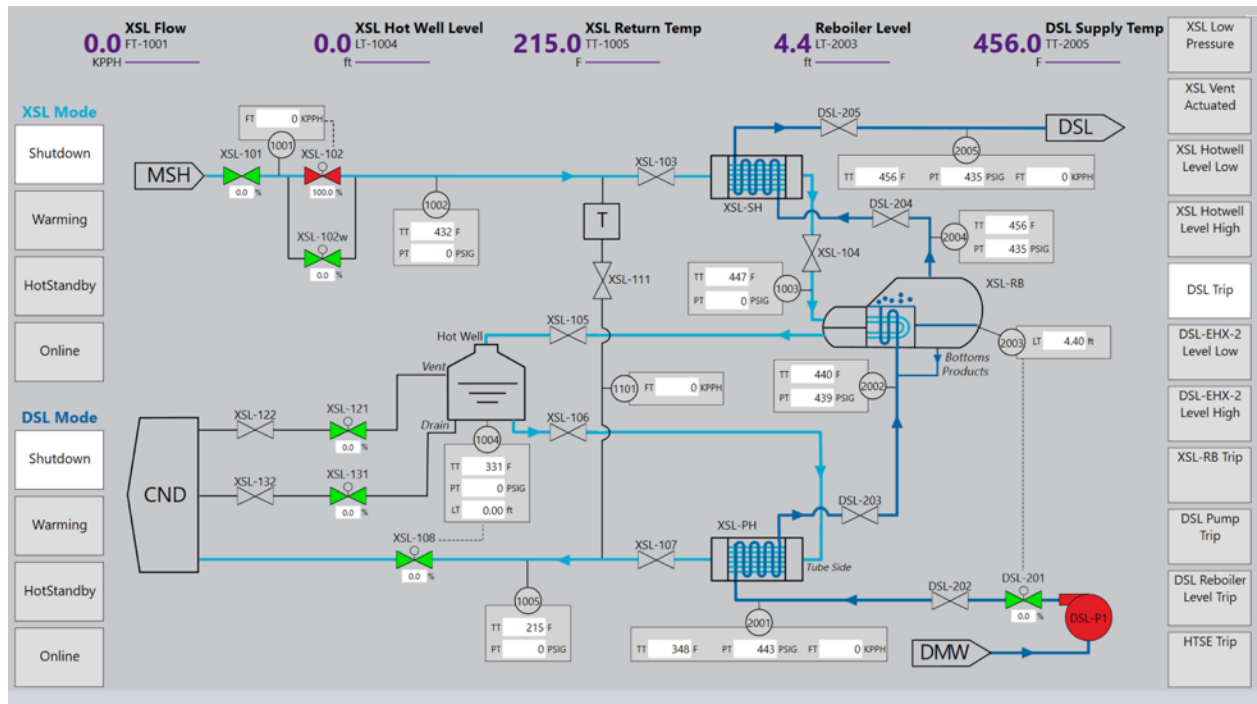 XSL Flow
0.0 FT-1001
KPPH
XSL Hot Well Level
0.0 LT-1004
ft
XSL Return Temp
215.0 TT-1005
F
Reboiler Level
4.4 LT-2003
ft
DSL Supply Temp
456.0 TT-2005
F
XSL Low
Pressure
XSL Vent
Actuated
XSL Hotwell
Level Low
XSL Hotwell
Level High
DSL Trip
DSL-EHX-2
Level Low
DSL-EHX-2
Level High
XSL-RB Trip
DSL Pump
Trip
DSL Reboiler
Level Trip
HTSE Trip
XSL Mode
Shutdown
Warming
HotStandby
Online
DSL Mode
Shutdown
Warming
HotStandby
Online
FT 0 KPPH
1001
MSH
XSL-101
0.0 %
XSL-102
100.0 %
XSL-102w
0.0 %
1002
TT 432 F
PT 0 PSIG
T
XSL-111
XSL-103
XSL-SH
DSL-205
DSL
2005
TT 456 F PT 435 PSIG FT 0 KPPH
DSL-204
2004
TT 456 F
PT 435 PSIG
XSL-104
TT 447 F
PT 0 PSIG
1003
XSL-RB
2003
LT 4.40 ft
Bottoms
Products
TT 440 F
PT 439 PSIG
2002
XSL-105
Hot Well
Vent
Drain
1101
FT 0 KPPH
XSL-122
XSL-121
0.0 %
XSL-132
XSL-131
0.0 %
CND
XSL-106
1004
TT 331 F
PT 0 PSIG
LT 0.00 ft
XSL-108
0.0 %
1005
TT 215 F
PT 0 PSIG
XSL-107
XSL-PH
Tube Side
DSL-203
2001
TT 348 F PT 443 PSIG FT 0 KPPH
DSL-202
DSL-201
0.0 %
DSL-P1
DMW